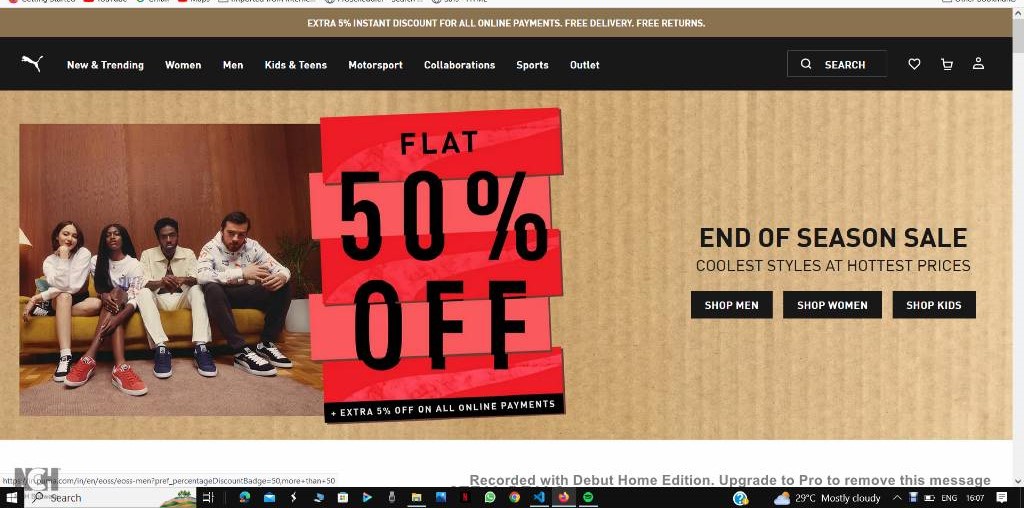 Getting Started
EXTRA 5% INSTANT DISCOUNT FOR ALL ONLINE PAYMENTS. FREE DELIVERY. FREE RETURNS.
New & Trending Women Men Kids & Teens Motorsport Collaborations Sports Outlet
SEARCH
FLAT
50%
OFF
+ EXTRA 5% OFF ON ALL ONLINE PAYMENTS
END OF SEASON SALE
COOLEST STYLES AT HOTTEST PRICES
SHOP MEN SHOP WOMEN SHOP KIDS
NCH
https://in.puma.com/in/en/eoss/eoss-men?pref_percentageDiscountBadge=50,more+than+50
Recorded with Debut Home Edition. Upgrade to Pro to remove this message
Search
29°C Mostly cloudy
ENG 16:07